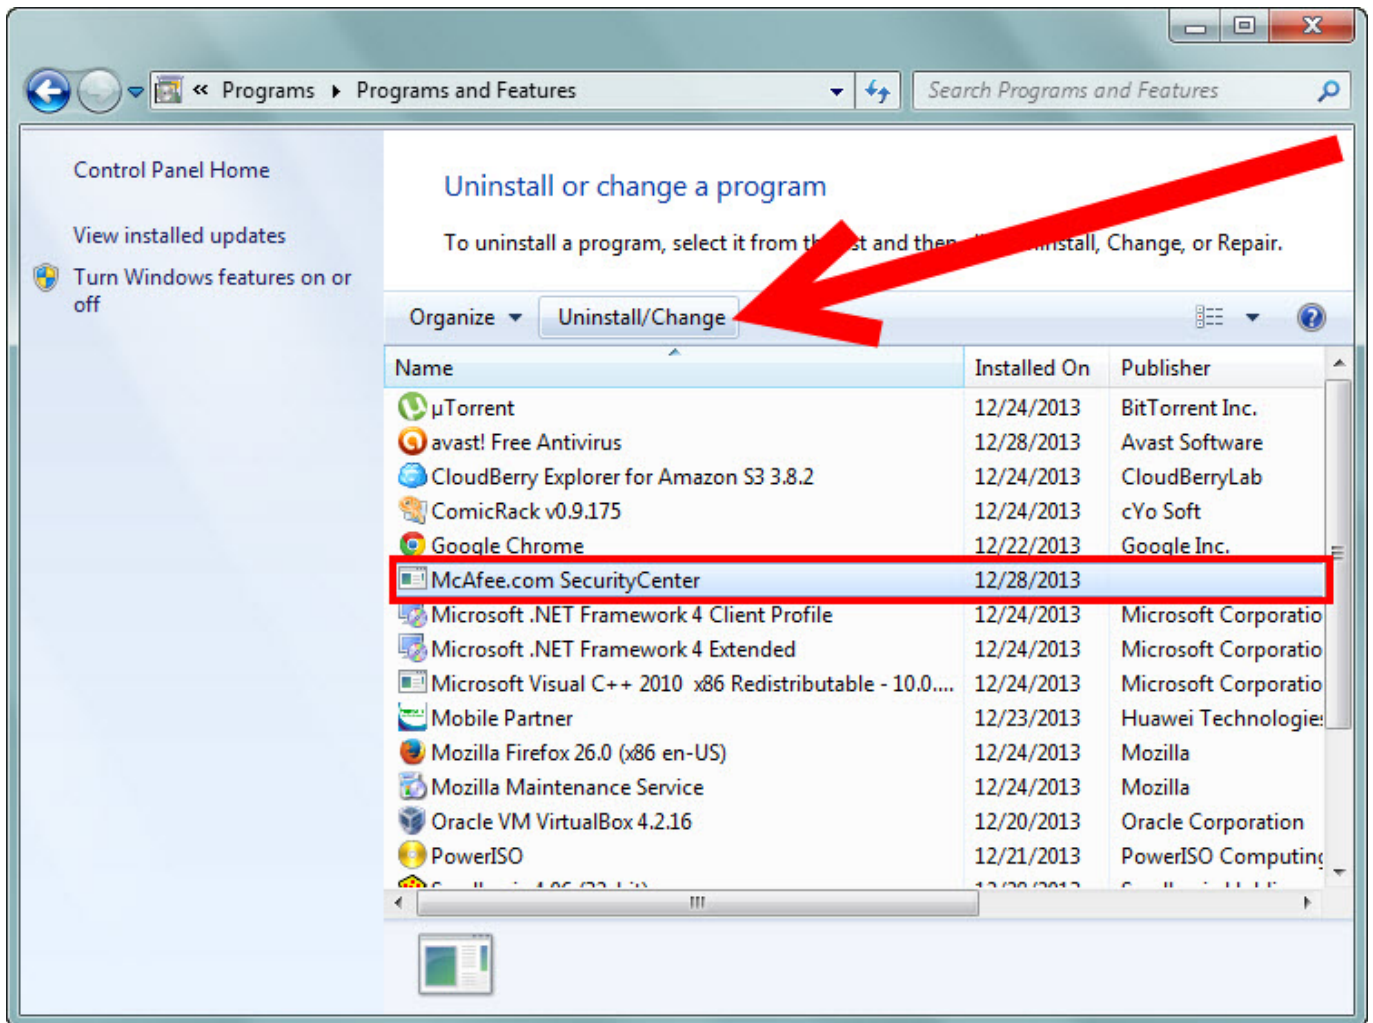 « Programs ▸ Programs and Features
Search Programs and Features
Control Panel Home
View installed updates
Turn Windows features on or
off
Uninstall or change a program
To uninstall a program, select it from and then Change, or Repair.
Organize Uninstall/Change
Name Installed On Publisher
µTorrent 12/24/2013 BitTorrent Inc.
avast! Free Antivirus 12/28/2013 Avast Software
CloudBerry Explorer for Amazon S3 3.8.2 12/24/2013 CloudBerryLab
ComicRack v0.9.175 12/24/2013 cYo Soft
Google Chrome 12/22/2013 Google Inc.
McAfee.com SecurityCenter 12/28/2013
Microsoft .NET Framework 4 Client Profile 12/24/2013 Microsoft Corporatio
Microsoft .NET Framework 4 Extended 12/24/2013 Microsoft Corporatio
Microsoft Visual C++ 2010 x86 Redistributable - 10.0.... 12/24/2013 Microsoft Corporatio
Mobile Partner 12/23/2013 Huawei Technologie
Mozilla Firefox 26.0 (x86 en-US) 12/24/2013 Mozilla
Mozilla Maintenance Service 12/24/2013 Mozilla
Oracle VM VirtualBox 4.2.16 12/20/2013 Oracle Corporation
PowerISO 12/21/2013 PowerISO Computing